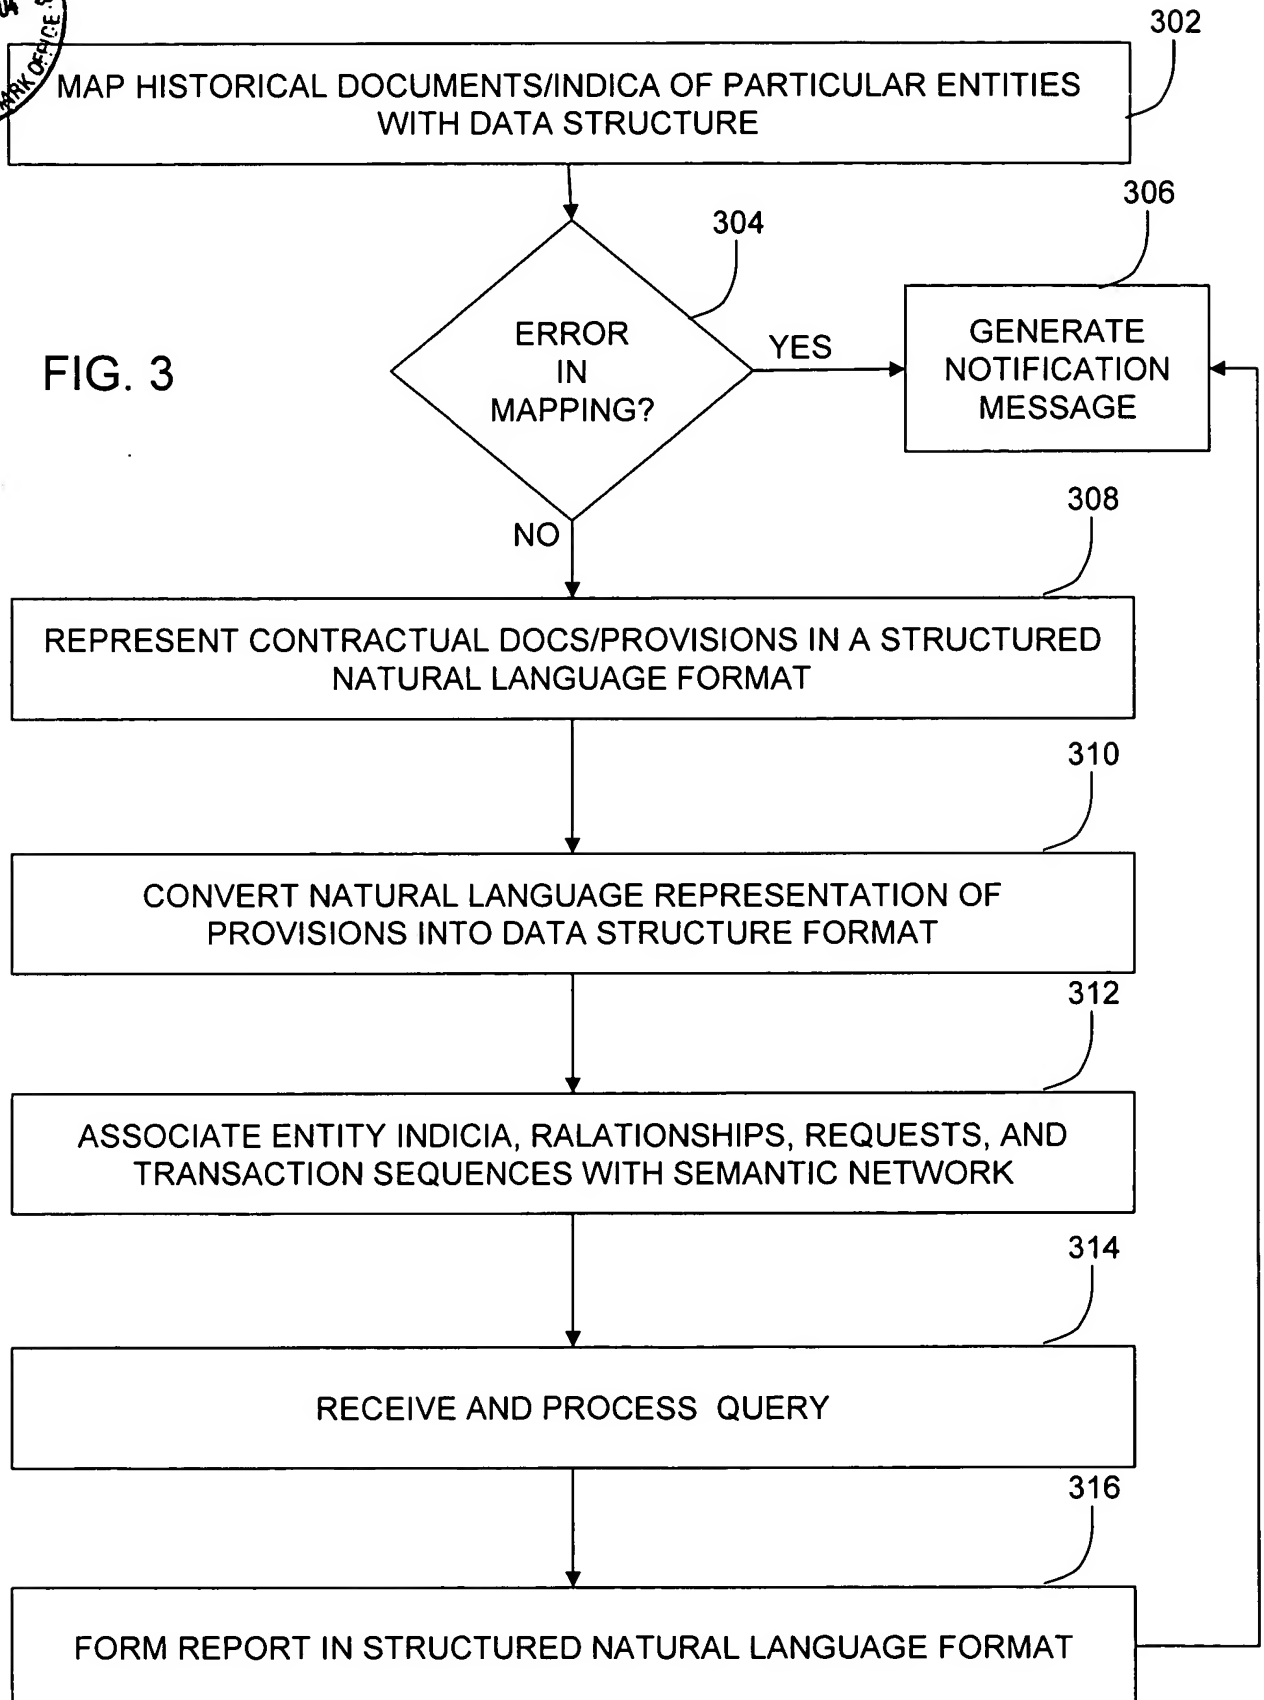 MARK OFFICE
302
MAP HISTORICAL DOCUMENTS/INDICA OF PARTICULAR ENTITIES
WITH DATA STRUCTURE
304
306
ERROR
IN
MAPPING?
YES
GENERATE
NOTIFICATION
MESSAGE
FIG. 3
NO
308
REPRESENT CONTRACTUAL DOCS/PROVISIONS IN A STRUCTURED
NATURAL LANGUAGE FORMAT
310
CONVERT NATURAL LANGUAGE REPRESENTATION OF
PROVISIONS INTO DATA STRUCTURE FORMAT
312
ASSOCIATE ENTITY INDICIA, RALATIONSHIPS, REQUESTS, AND
TRANSACTION SEQUENCES WITH SEMANTIC NETWORK
314
RECEIVE AND PROCESS QUERY
316
FORM REPORT IN STRUCTURED NATURAL LANGUAGE FORMAT